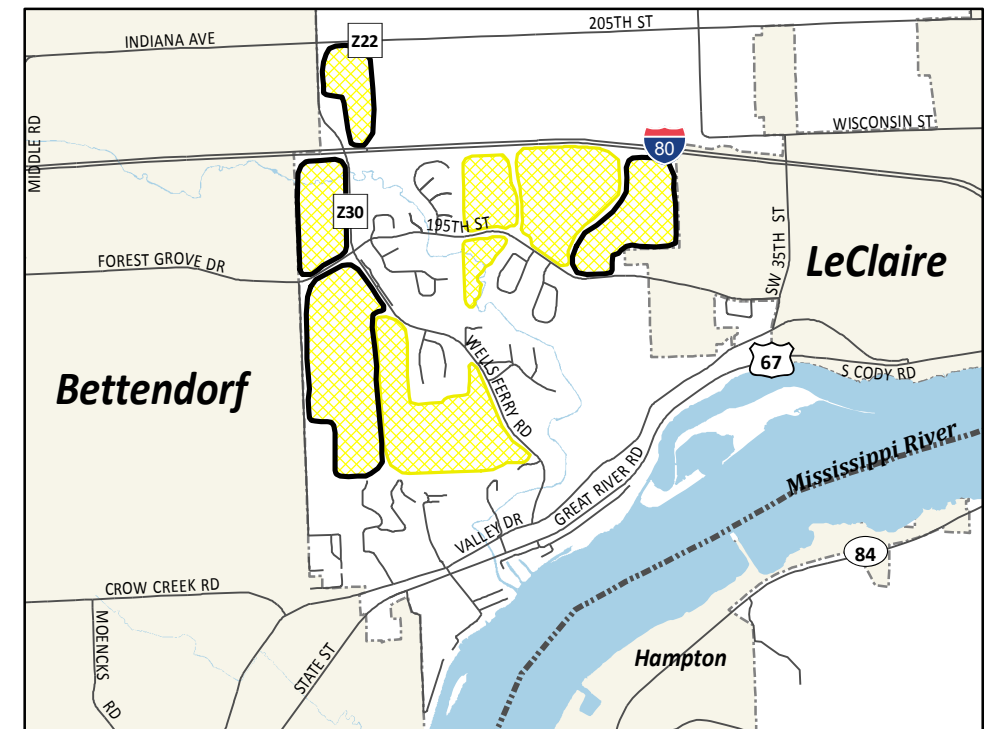 205TH ST
INDIANA AVE
Z22
WISCONSIN ST
MIDDLE RD
80
Z30
195TH ST
SW 35TH ST
FOREST GROVE DR
LeClaire
WELLS FERRY RD
67
S CODY RD
Bettendorf
Mississippi River
GREAT RIVER RD
VALLEY DR
84
CROW CREEK RD
MOENCKS RD
STATE ST
Hampton